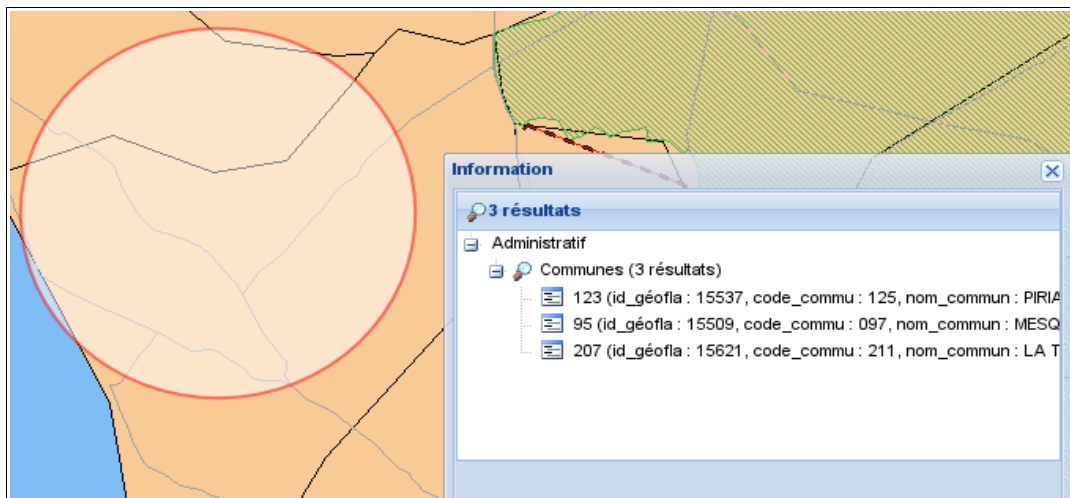 Information
3 résultats
Administratif
Communes (3 résultats)
123 (id_géofla : 15537, code_commu : 125, nom_commun : PIRIA
95 (id_géofla : 15509, code_commu : 097, nom_commun : MESQ
207 (id_géofla : 15621, code_commu : 211, nom_commun : LA T